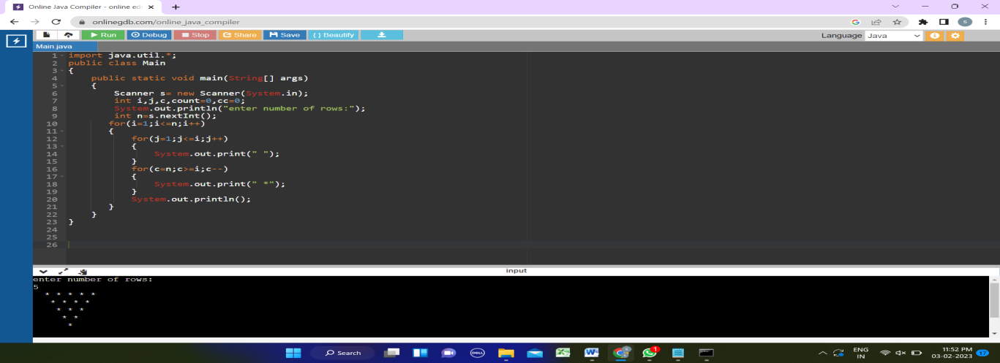 Online Java Compiler - online ed
onlinegdb.com/online_java_compiler
S
Run Debug Stop Share Save { } Beautify
Language Java
Main.java
1 import java.util.*;
2 public class Main
3 {
4 public static void main(String[] args)
5 {
6 Scanner s= new Scanner(System.in);
7 int i,j,c,count=0,cc=0;
8 System.out.println("enter number of rows:");
9 int n=s.nextInt();
10 for(i=1;i<=n;i++)
11 {
12 for(j=1;j<=i;j++)
13 {
14 System.out.print(" ");
15 }
16 for(c=n;c>=i;c--)
17 {
18 System.out.print(" *");
19 }
20 System.out.println();
21 }
22 }
23 }
24
25
26
input
enter number of rows:
5
* * * * *
* * * *
* * *
* *
*
Search
DELL
1
ENG
IN
11:52 PM
03-02-2023
17